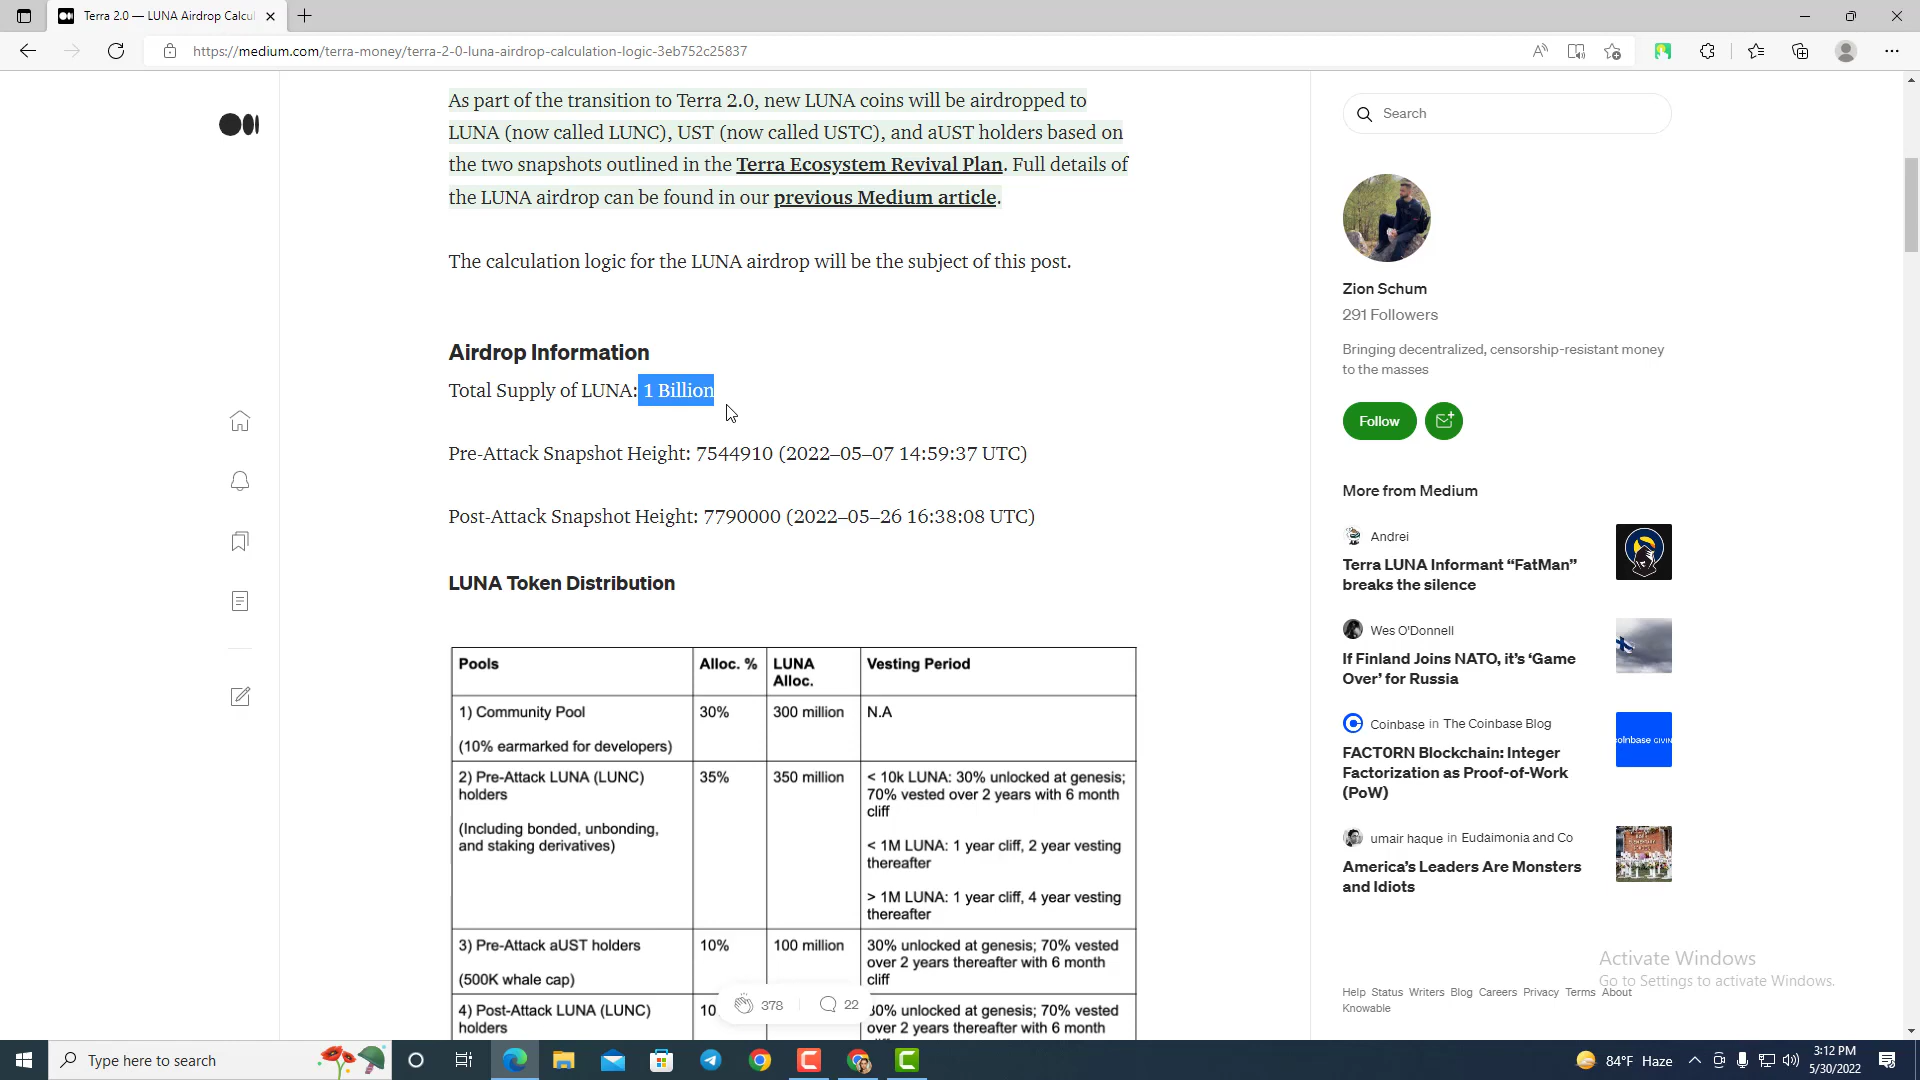 Terra 2.0 — LUNA Airdrop Calcul
https://medium.com/terra-money/terra-2-0-luna-airdrop-calculation-logic-3eb752c25837
As part of the transition to Terra 2.0, new LUNA coins will be airdropped to
LUNA (now called LUNC), UST (now called USTC), and aUST holders based on
the two snapshots outlined in the Terra Ecosystem Revival Plan. Full details of
the LUNA airdrop can be found in our previous Medium article.
The calculation logic for the LUNA airdrop will be the subject of this post.
Airdrop Information
Total Supply of LUNA: 1 Billion
Pre-Attack Snapshot Height: 7544910 (2022–05–07 14:59:37 UTC)
Post-Attack Snapshot Height: 7790000 (2022–05–26 16:38:08 UTC)
LUNA Token Distribution
Pools
Alloc. %
LUNA
Alloc.
Vesting Period
1) Community Pool
(10% earmarked for developers)
30%
300 million
N.A
2) Pre-Attack LUNA (LUNC)
holders
(Including bonded, unbonding,
and staking derivatives)
35%
350 million
< 10k LUNA: 30% unlocked at genesis;
70% vested over 2 years with 6 month
cliff
< 1M LUNA: 1 year cliff, 2 year vesting
thereafter
> 1M LUNA: 1 year cliff, 4 year vesting
thereafter
3) Pre-Attack aUST holders
(500K whale cap)
10%
100 million
30% unlocked at genesis; 70% vested
over 2 years thereafter with 6 month
cliff
4) Post-Attack LUNA (LUNC)
holders
10
30% unlocked at genesis; 70% vested
over 2 years thereafter with 6 month
378
22
Search
Zion Schum
291 Followers
Bringing decentralized, censorship-resistant money
to the masses
Follow
More from Medium
Andrei
Terra LUNA Informant “FatMan”
breaks the silence
Wes O'Donnell
If Finland Joins NATO, it’s ‘Game
Over’ for Russia
Coinbase in The Coinbase Blog
FACT0RN Blockchain: Integer
Factorization as Proof-of-Work
(PoW)
coinbase GIVIN
umair haque in Eudaimonia and Co
America’s Leaders Are Monsters
and Idiots
Activate Windows
Go to Settings to activate Windows.
Help Status Writers Blog Careers Privacy Terms About
Knowable
Type here to search
84°F Haze
3:12 PM
5/30/2022